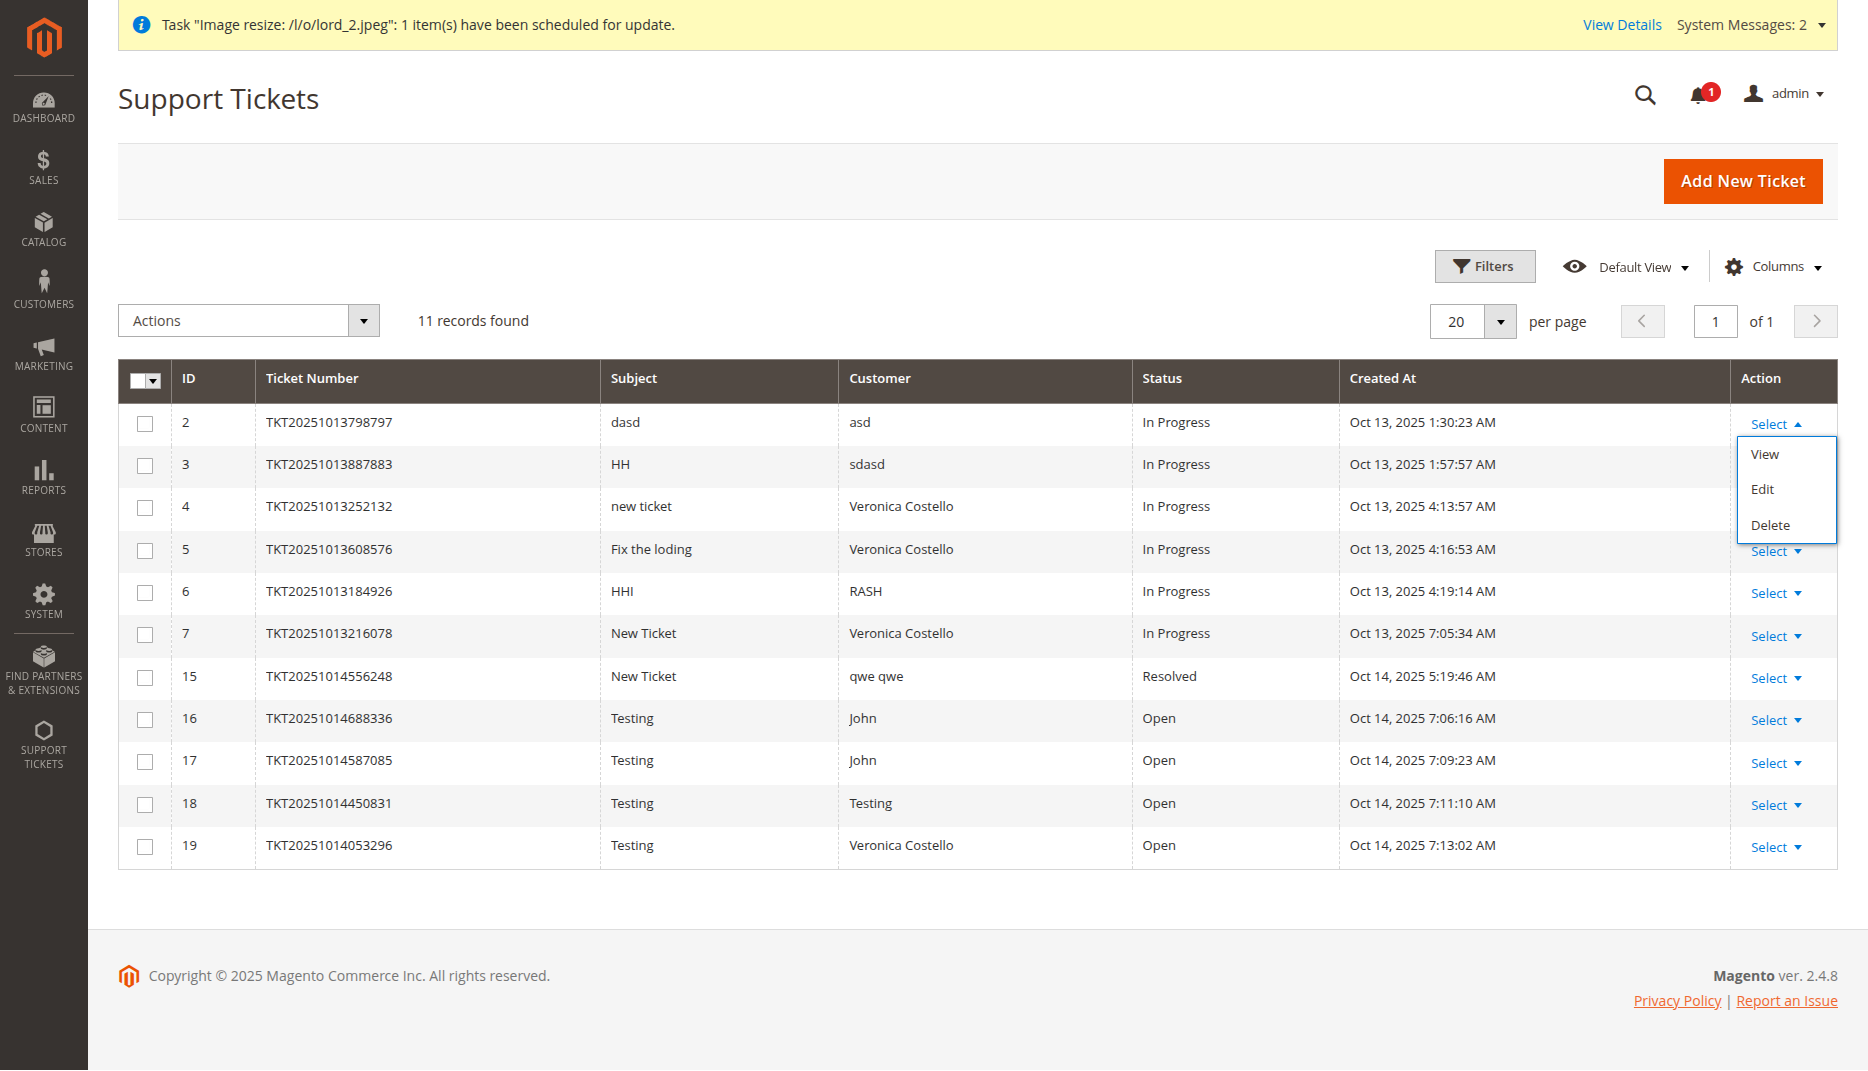 Task "Image resize: /l/o/lord_2.jpeg": 1 item(s) have been scheduled for update. View Details System Messages: 2
Support Tickets 1 admin
DASHBOARD
SALES
CATALOG
CUSTOMERS
MARKETING
CONTENT
REPORTS
STORES
SYSTEM
FIND PARTNERS
& EXTENSIONS
SUPPORT
TICKETS
Add New Ticket
Filters Default View Columns
Actions 11 records found 20 per page 1 of 1
ID Ticket Number Subject Customer Status Created At Action
2 TKT20251013798797 dasd asd In Progress Oct 13, 2025 1:30:23 AM Select
View
Edit
Delete
3 TKT20251013887883 HH sdasd In Progress Oct 13, 2025 1:57:57 AM
4 TKT20251013252132 new ticket Veronica Costello In Progress Oct 13, 2025 4:13:57 AM
5 TKT20251013608576 Fix the loding Veronica Costello In Progress Oct 13, 2025 4:16:53 AM Select
6 TKT20251013184926 HHI RASH In Progress Oct 13, 2025 4:19:14 AM Select
7 TKT20251013216078 New Ticket Veronica Costello In Progress Oct 13, 2025 7:05:34 AM Select
15 TKT20251014556248 New Ticket qwe qwe Resolved Oct 14, 2025 5:19:46 AM Select
16 TKT20251014688336 Testing John Open Oct 14, 2025 7:06:16 AM Select
17 TKT20251014587085 Testing John Open Oct 14, 2025 7:09:23 AM Select
18 TKT20251014450831 Testing Testing Open Oct 14, 2025 7:11:10 AM Select
19 TKT20251014053296 Testing Veronica Costello Open Oct 14, 2025 7:13:02 AM Select
Copyright © 2025 Magento Commerce Inc. All rights reserved. Magento ver. 2.4.8
Privacy Policy | Report an Issue